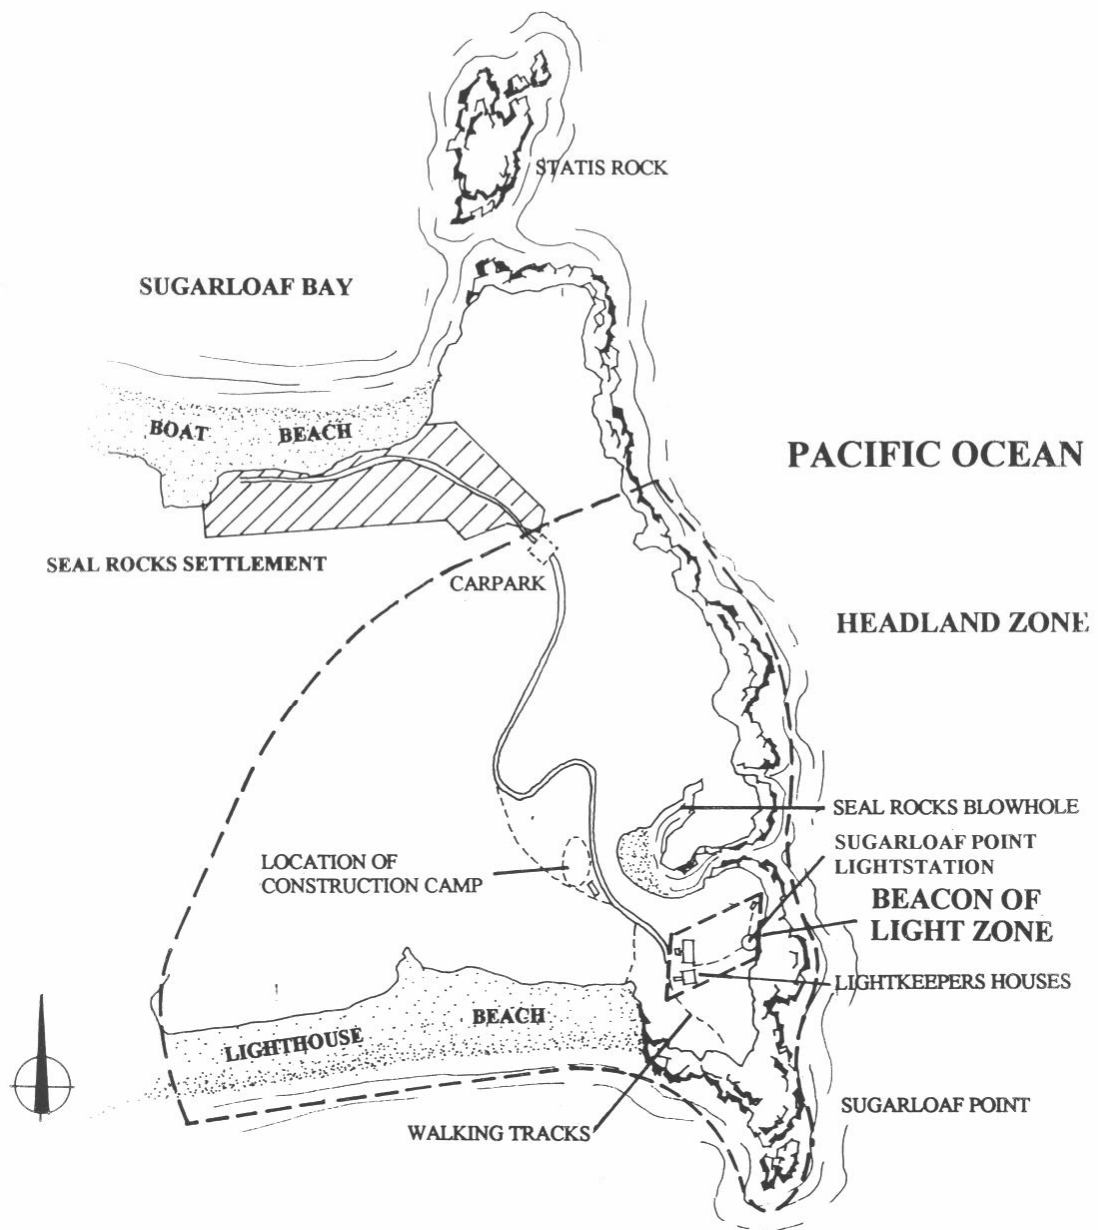 STATIS ROCK
SUGARLOAF BAY
BOAT BEACH
PACIFIC OCEAN
SEAL ROCKS SETTLEMENT
CARPARK
HEADLAND ZONE
SEAL ROCKS BLOWHOLE
SUGARLOAF POINT
LIGHTSTATION
LOCATION OF
CONSTRUCTION CAMP
BEACON OF
LIGHT ZONE
LIGHTKEEPERS HOUSES
LIGHTHOUSE BEACH
SUGARLOAF POINT
WALKING TRACKS